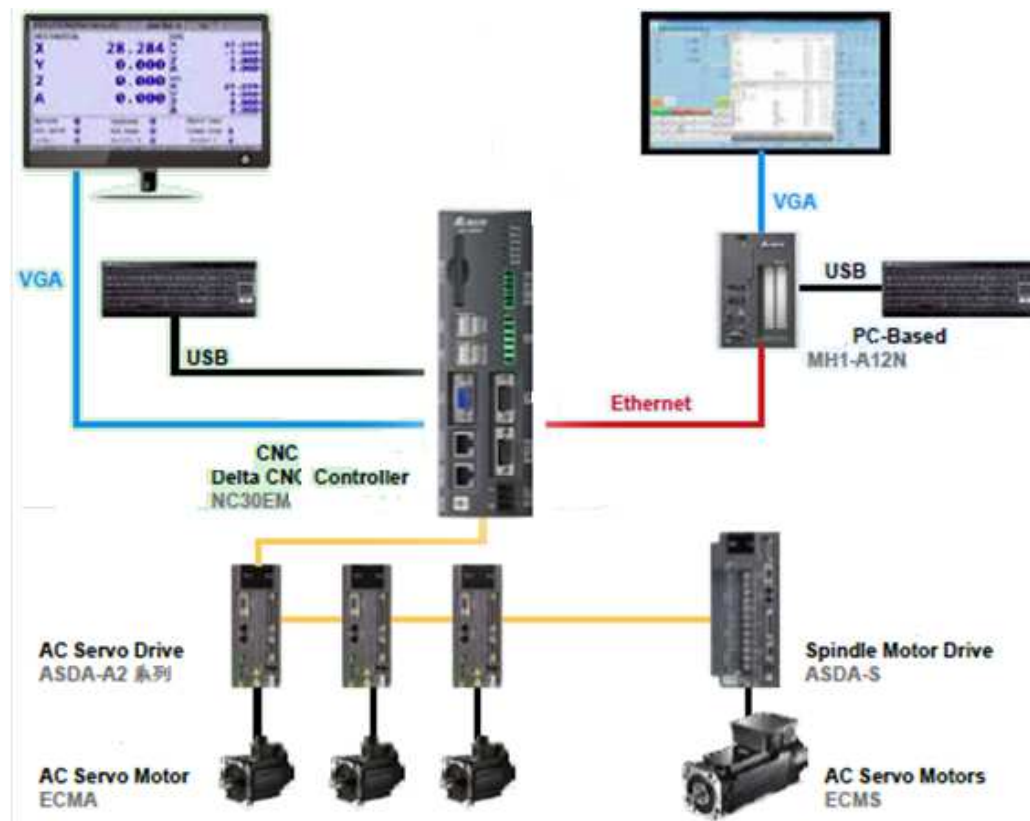 X 28.284
Y 0.000
Z 0.000
A 0.000
VGA
VGA
USB
USB
PC-Based
MH1-A12N
Ethernet
CNC
Delta CNC Controller
NC30EM
AC Servo Drive
ASDA-A2 系列
Spindle Motor Drive
ASDA-S
AC Servo Motor
ECMA
AC Servo Motors
ECMS